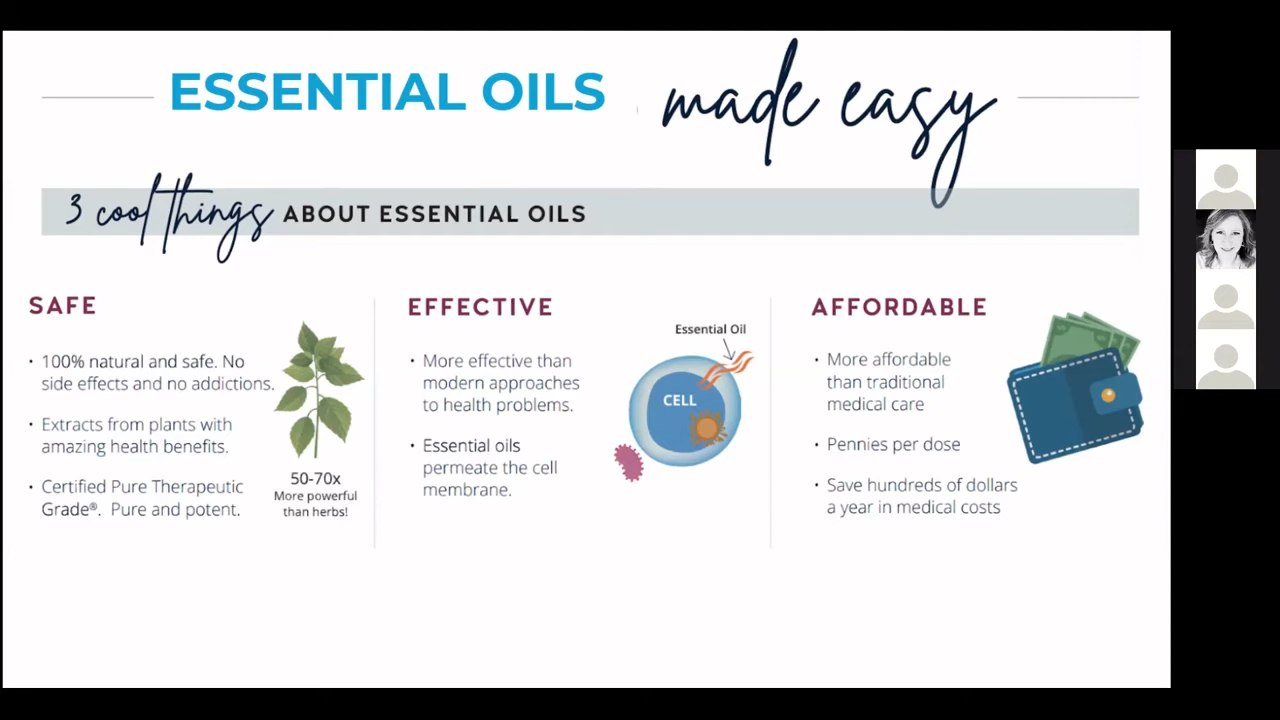 ESSENTIAL OILS made easy
3 cool things ABOUT ESSENTIAL OILS
SAFE
• 100% natural and safe. No
side effects and no addictions.
• Extracts from plants with
amazing health benefits.
• Certified Pure Therapeutic
Grade®. Pure and potent.
50-70x
More powerful
than herbs!
EFFECTIVE
• More effective than
modern approaches
to health problems.
• Essential oils
permeate the cell
membrane.
Essential Oil
CELL
AFFORDABLE
• More affordable
than traditional
medical care
• Pennies per dose
• Save hundreds of dollars
a year in medical costs